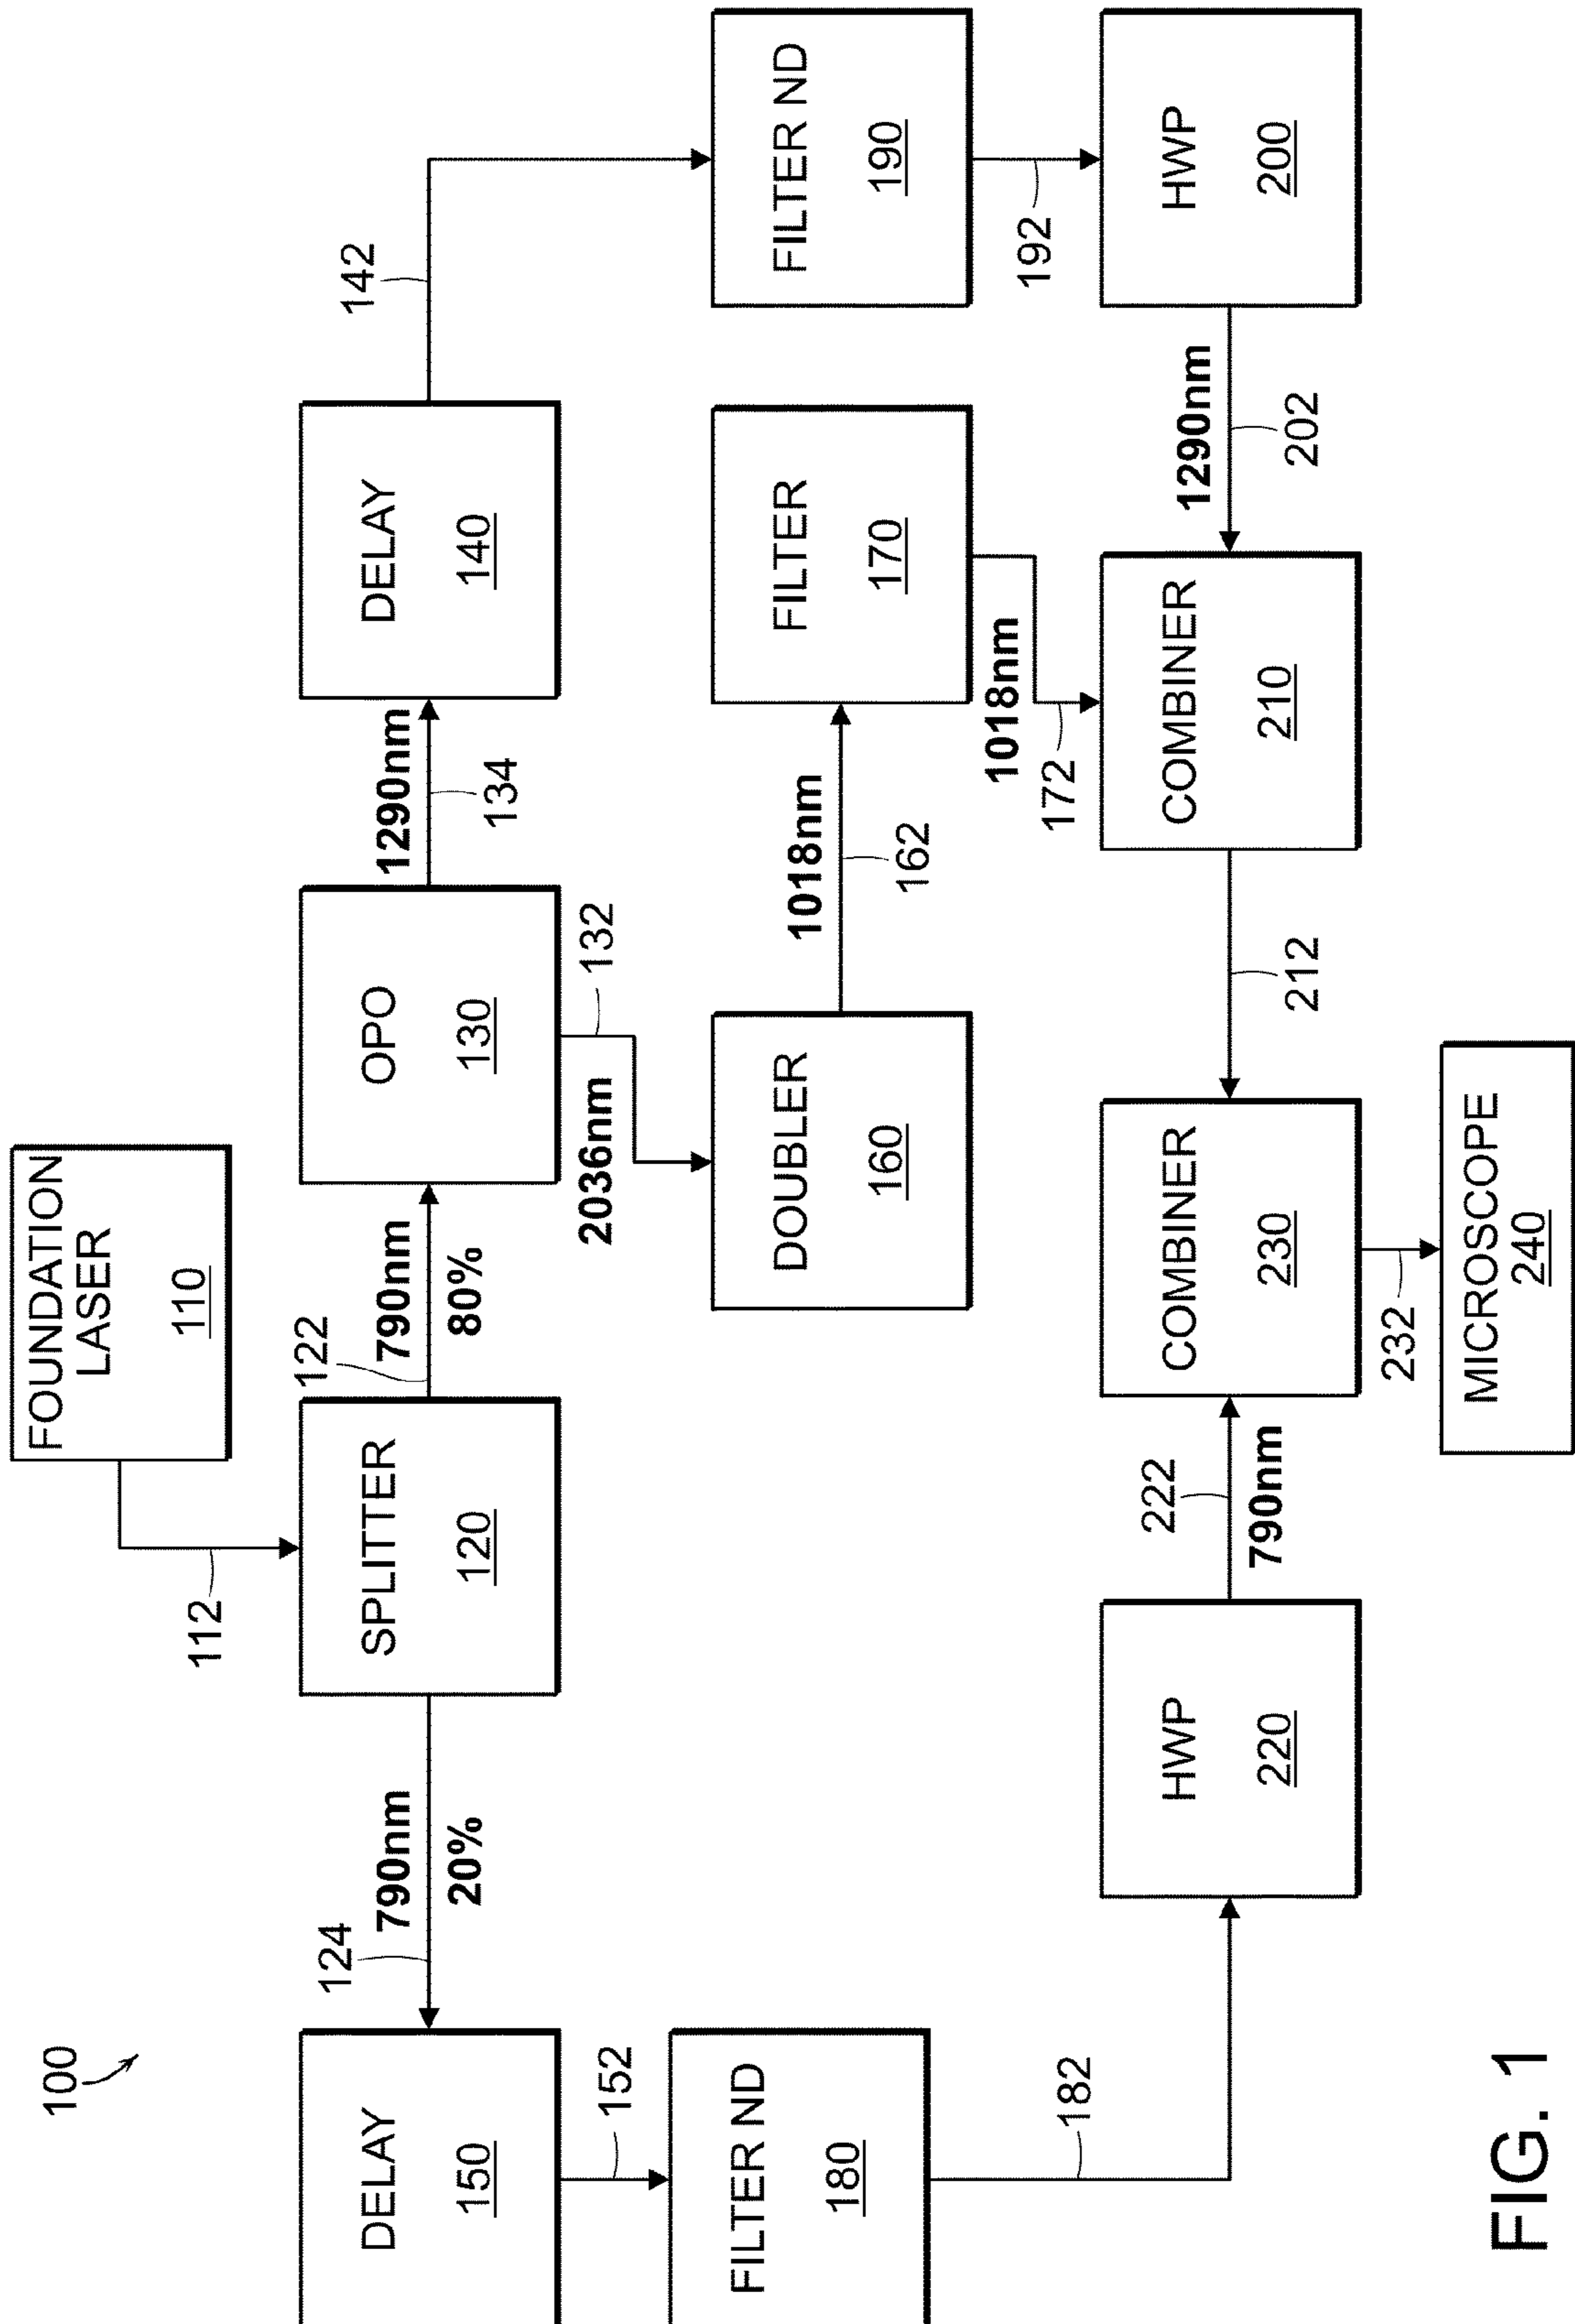 100
FOUNDATION
LASER
110
112
DELAY
150
124
790nm
20%
SPLITTER
120
122
790nm
80%
OPO
130
1290nm
134
DELAY
140
142
152
2036nm
132
FILTER ND
180
DOUBLER
160
1018nm
162
FILTER
170
FILTER ND
190
182
1018nm
172
192
HWP
220
222
790nm
COMBINER
230
212
COMBINER
210
1290nm
202
HWP
200
232
MICROSCOPE
240
FIG. 1